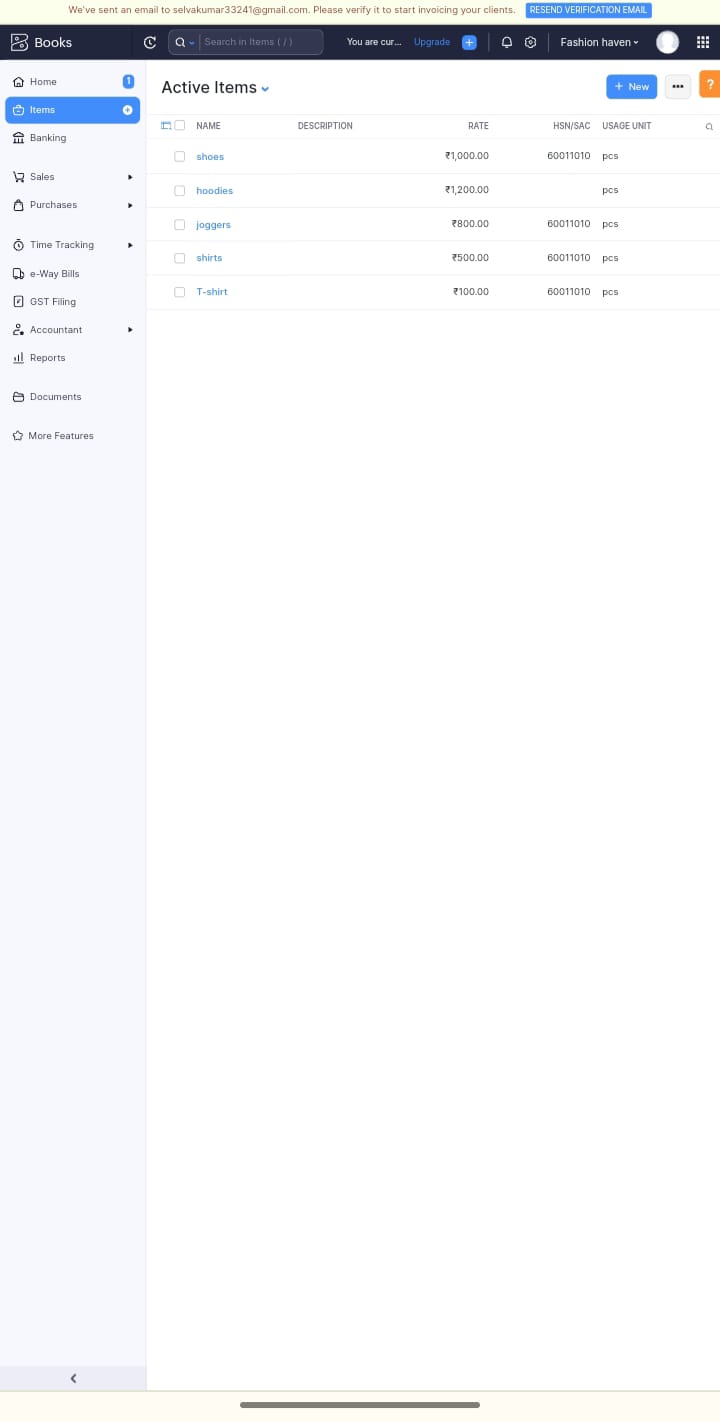 We've sent an email to selvakumar33241@gmail.com. Please verify it to start invoicing your clients. RESEND VERIFICATION EMAIL
Books Search in Items ( / ) You are cur... Upgrade Fashion haven
Home 1
Items
Banking
Sales
Purchases
Time Tracking
e-Way Bills
GST Filing
Accountant
Reports
Documents
More Features
Active Items + New ••• ?
NAME DESCRIPTION RATE HSN/SAC USAGE UNIT
shoes ₹1,000.00 60011010 pcs
hoodies ₹1,200.00 pcs
joggers ₹800.00 60011010 pcs
shirts ₹500.00 60011010 pcs
T-shirt ₹100.00 60011010 pcs